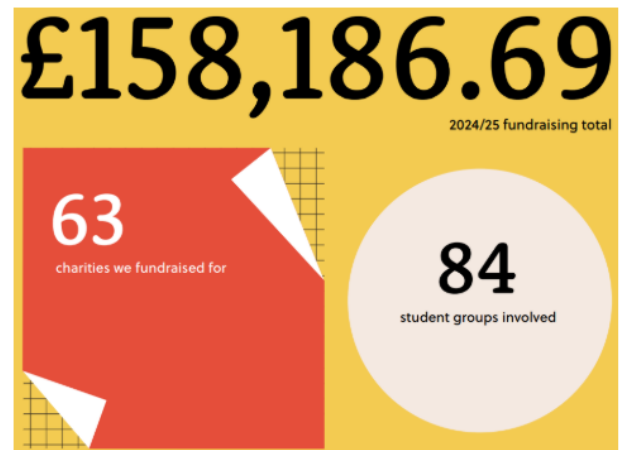 £158,186.69
2024/25 fundraising total
63
charities we fundraised for
84
student groups involved